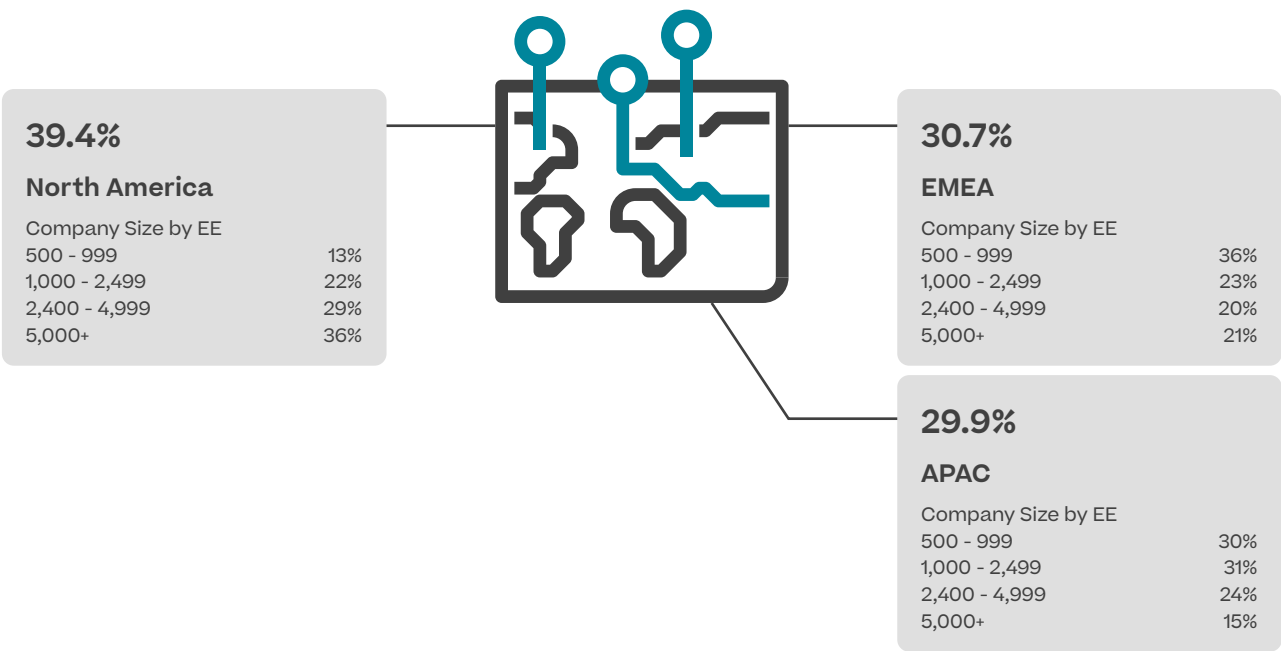 39.4%
North America
Company Size by EE
500 - 999 13%
1,000 - 2,499 22%
2,400 - 4,999 29%
5,000+ 36%
30.7%
EMEA
Company Size by EE
500 - 999 36%
1,000 - 2,499 23%
2,400 - 4,999 20%
5,000+ 21%
29.9%
APAC
Company Size by EE
500 - 999 30%
1,000 - 2,499 31%
2,400 - 4,999 24%
5,000+ 15%